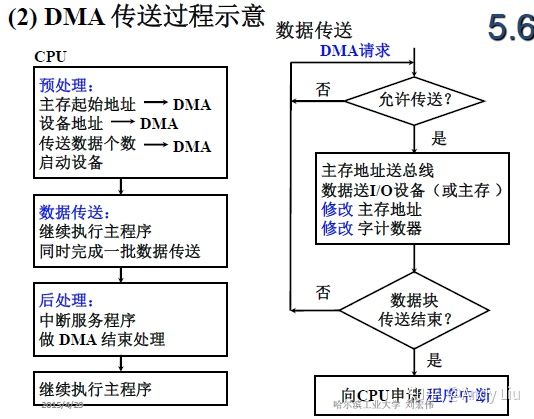 (2) DMA 传送过程示意
5.6
CPU
预处理：
主存起始地址 → DMA
设备地址 → DMA
传送数据个数 → DMA
启动设备
数据传送：
继续执行主程序
同时完成一批数据传送
后处理：
中断服务程序
做 DMA 结束处理
继续执行主程序
数据传送
DMA请求
允许传送？
否
是
主存地址送总线
数据送I/O设备（或主存）
修改 主存地址
修改 字计数器
数据块
传送结束？
否
是
向CPU申请 程序中断
2015/4/29
哈尔滨工业大学 刘宏伟